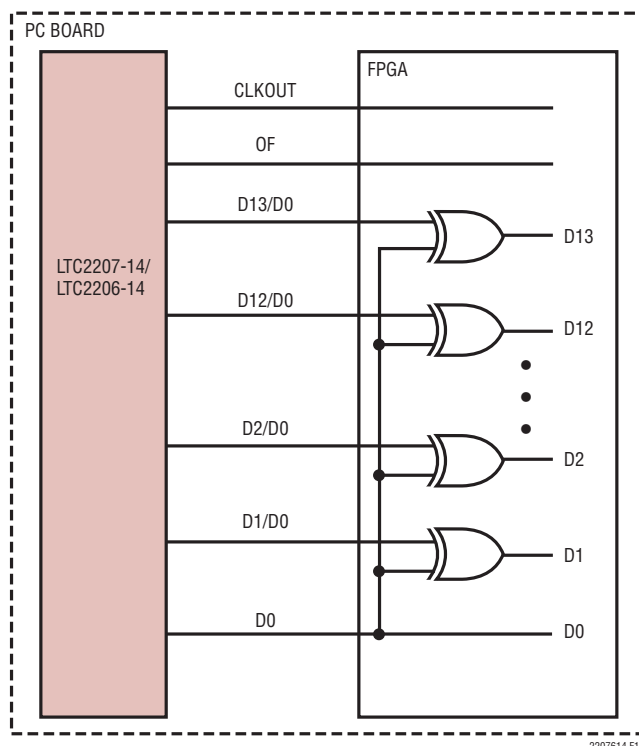 PC BOARD
FPGA
CLKOUT
OF
D13/D0
D13
LTC2207-14/
LTC2206-14
D12/D0
D12
D2/D0
D2
D1/D0
D1
D0
D0